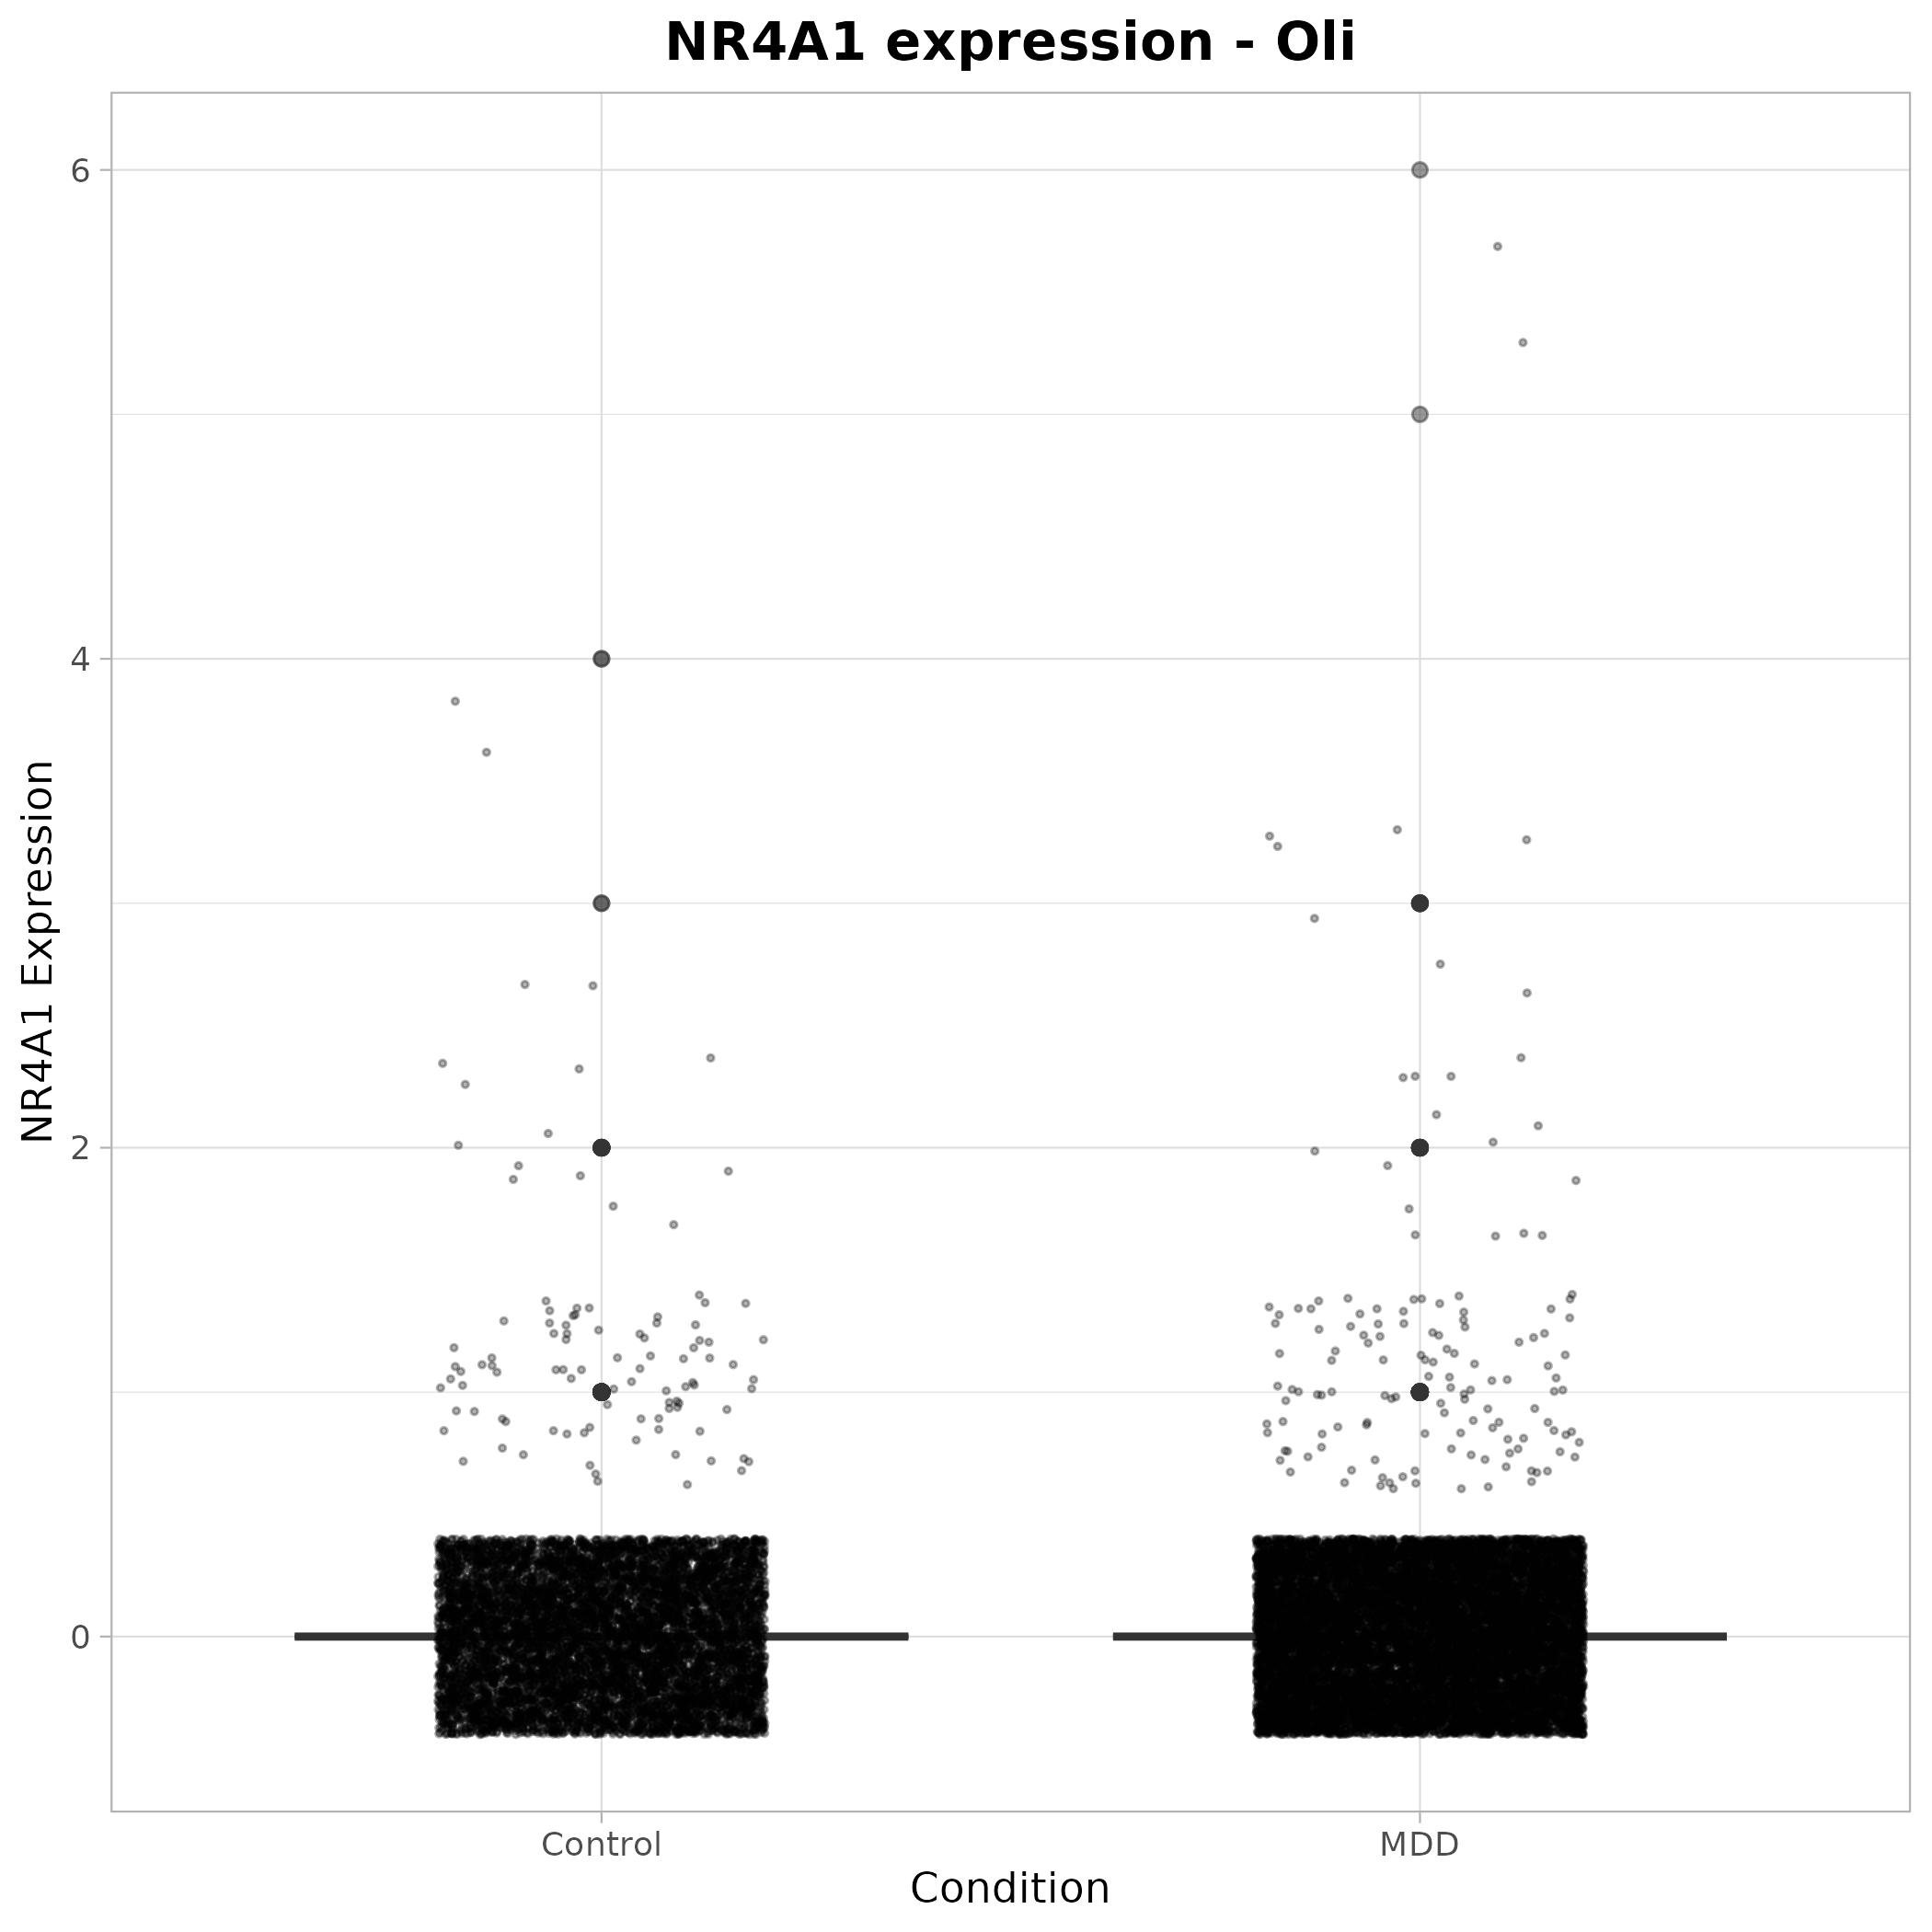 NR4A1 expression - Oli
NR4A1 Expression
6
4
2
0
Control
MDD
Condition